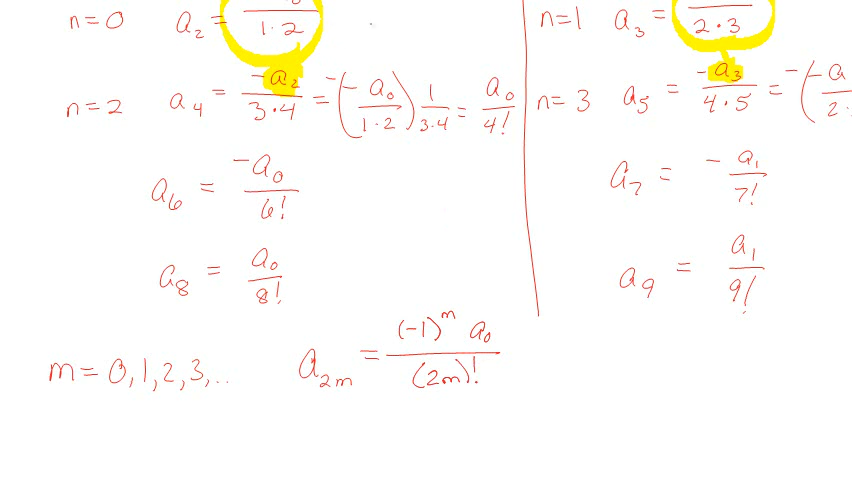 n=0 a₂ = ―/1·2
n=2 a₄ = -a₂/3·4 = -(-a₀/1·2) 1/3·4 = a₀/4!
a₆ = -a₀/6!
a₈ = a₀/8!
n=1 a₃ = ―/2·3
n=3 a₅ = -a₃/4·5 = -(-a/2·
a₇ = -a₁/7!
a₉ = a₁/9!
m=0,1,2,3,.. a₂ₘ = (-1)ᵐ a₀/(2m)!